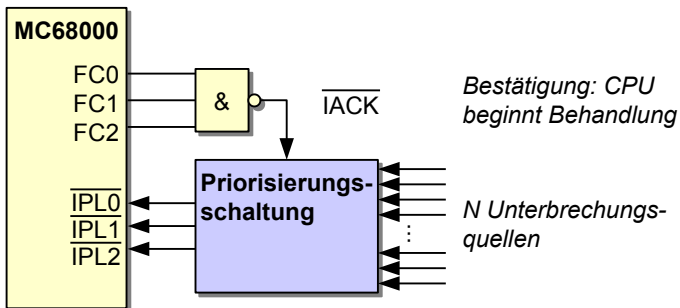 MC68000
FC0
FC1
FC2
&
IACK
Bestätigung: CPU
beginnt Behandlung
IPL0
IPL1
IPL2
Priorisierungs-
schaltung
N Unterbrechungs-
quellen
...